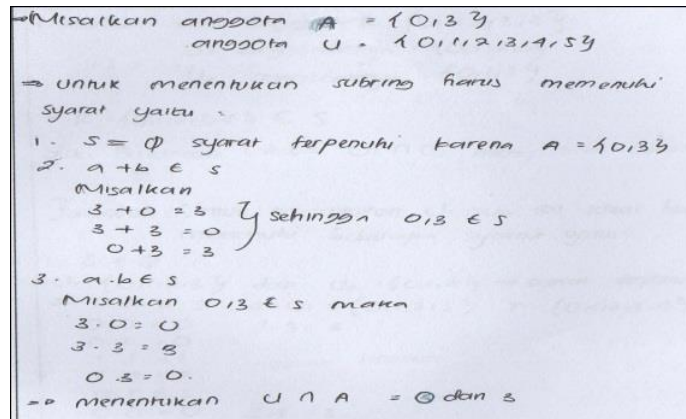 → Misalkan anggota A = {0,3}
anggota U = {0,1,2,3,4,5}
⇒ untuk menentukan subring harus memenuhi
syarat yaitu :
1. S = ϕ syarat terpenuhi karena A = {0,3}
2. a + b ∈ s
Misalkan
3 + 0 = 3
3 + 3 = 0 } sehingga 0,3 ∈ s
0 + 3 = 3
3. a . b ∈ s
Misalkan 0,3 ∈ s maka
3 . 0 = 0
3 . 3 = 3
0 . 3 = 0.
⇒ menentukan U ∩ A = 0 dan 3